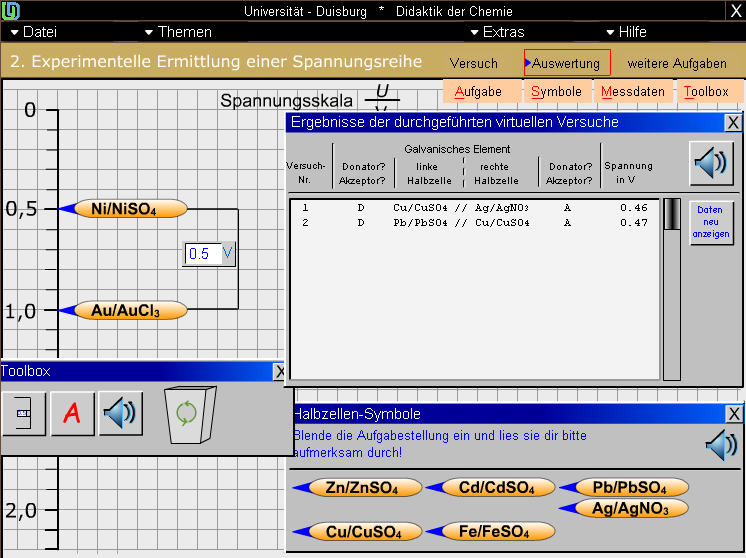 Universität - Duisburg * Didaktik der Chemie X
Datei Themen Extras Hilfe
2. Experimentelle Ermittlung einer Spannungsreihe Versuch Auswertung weitere Aufgaben
Aufgabe Symbole Messdaten Toolbox
Spannungsskala U
0
0,5
Ni/NiSO₄
0.5 V
1,0
Au/AuCl₃
2,0
Ergebnisse der durchgeführten virtuellen Versuche X
Galvanisches Element
Versuch- Donator? linke rechte Donator? Spannung
Nr. Akzeptor? Halbzelle Halbzelle Akzeptor? in V
1 D Cu/CuSO₄ // Ag/AgNO₃ A 0.46
2 D Pb/PbSO₄ // Cu/CuSO₄ A 0.47
Daten
neu
anzeigen
Toolbox X
A
Halbzellen-Symbole X
Blende die Aufgabestellung ein und lies sie dir bitte
aufmerksam durch!
Zn/ZnSO₄ Cd/CdSO₄ Pb/PbSO₄
Ag/AgNO₃
Cu/CuSO₄ Fe/FeSO₄